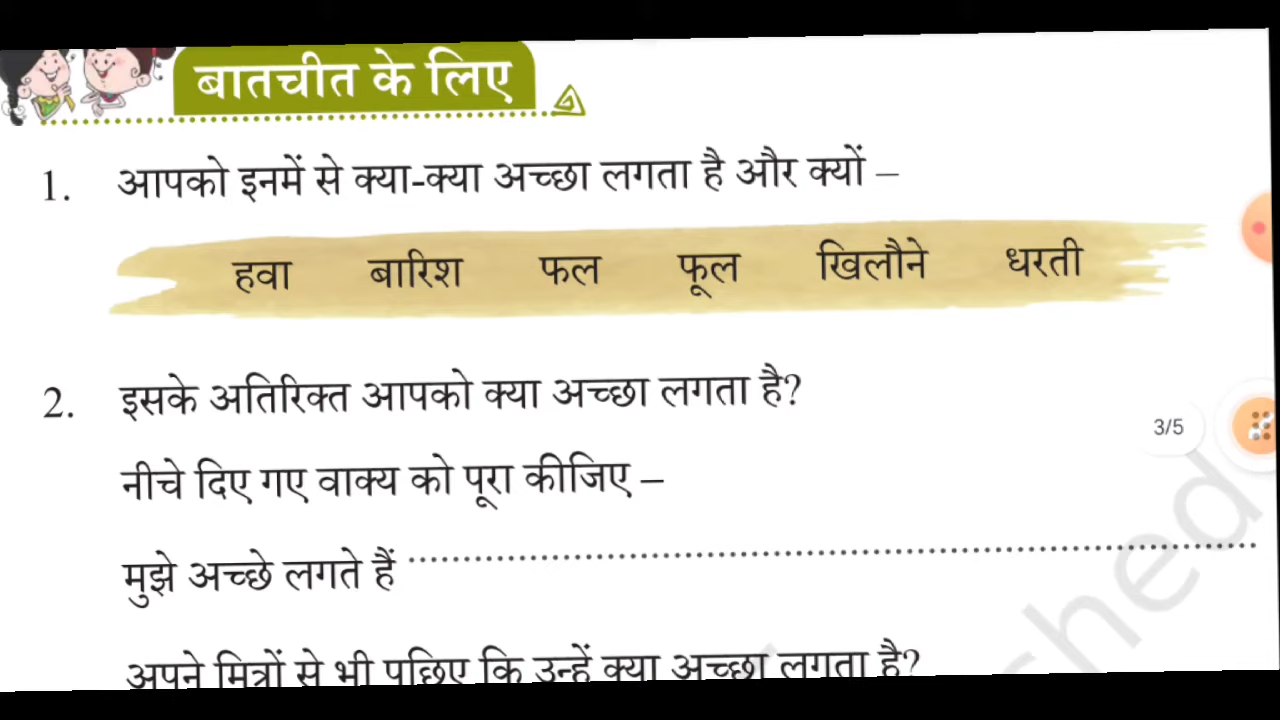 बातचीत के लिए
1. आपको इनमें से क्या-क्या अच्छा लगता है और क्यों –
हवा बारिश फल फूल खिलौने धरती
2. इसके अतिरिक्त आपको क्या अच्छा लगता है?
नीचे दिए गए वाक्य को पूरा कीजिए –
3/5
मुझे अच्छे लगते हैं ........................................
अपने मित्रों से भी पूछिए कि उन्हें क्या अच्छा लगता है?